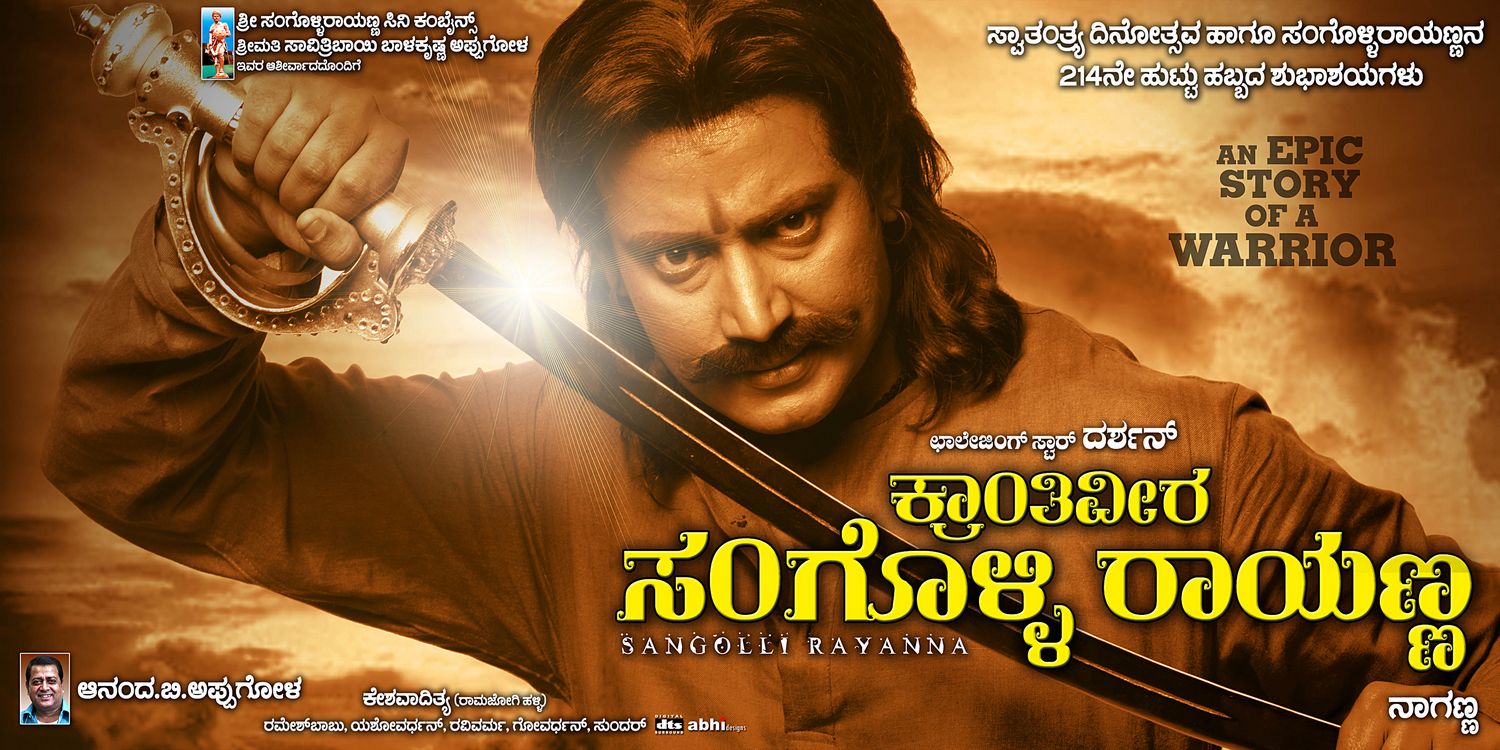 ಶ್ರೀ ಸಂಗೊಳ್ಳಿರಾಯಣ್ಣ ಸಿನಿ ಕಂಬೈನ್ಸ್
ಶ್ರೀಮತಿ ಸಾವಿತ್ರಿಬಾಯಿ ಬಾಳಕೃಷ್ಣ ಅಪ್ಪುಗೋಳ
ಇವರ ಆಶೀರ್ವಾದದೊಂದಿಗೆ
ಸ್ವಾತಂತ್ರ್ಯ ದಿನೋತ್ಸವ ಹಾಗೂ ಸಂಗೊಳ್ಳಿರಾಯಣ್ಣನ
214ನೇ ಹುಟ್ಟು ಹಬ್ಬದ ಶುಭಾಶಯಗಳು
AN EPIC
STORY
OF A
WARRIOR
ಛಾಲೇಜಿಂಗ್ ಸ್ಟಾರ್ ದರ್ಶನ್
ಕ್ರಾಂತಿವೀರ
ಸಂಗೊಳ್ಳಿ ರಾಯಣ್ಣ
SANGOLLI RAYANNA
ಆನಂದ.ಬಿ.ಅಪ್ಪುಗೋಳ
ಕೇಶವಾದಿತ್ಯ (ರಾಮಜೋಗಿ ಹಳ್ಳಿ)
ನಾಗಣ್ಣ
ರಮೇಶ್‌ಬಾಬು, ಯಶೋವರ್ಧನ್, ರವಿವರ್ಮ, ಗೋವರ್ಧನ್, ಸುಂದರ್ DIGITAL dts SURROUND abhi designs